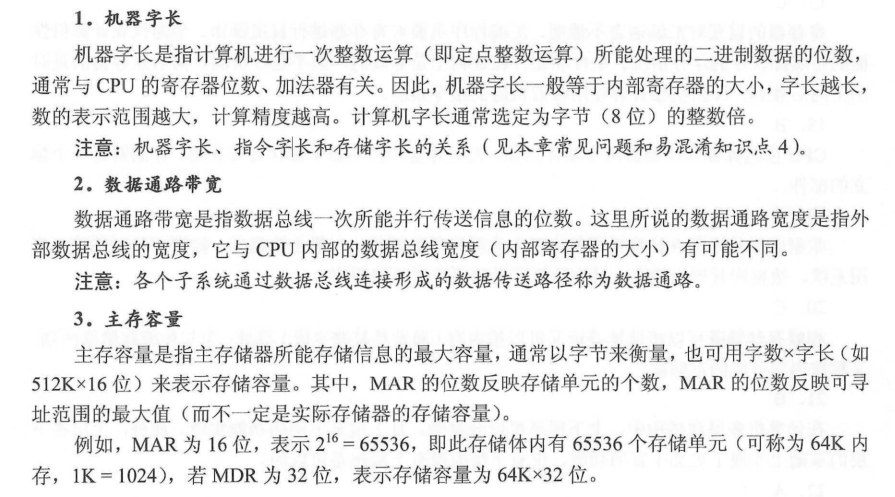 1。机器字长
机器字长是指计算机进行一次整数运算（即定点整数运算）所能处理的二进制数据的位数，
通常与 CPU 的寄存器位数、加法器有关。因此，机器字长一般等于内部寄存器的大小，字长越长，
数的表示范围越大，计算精度越高。计算机字长通常选定为字节（8 位）的整数倍。
注意：机器字长、指令字长和存储字长的关系（见本章常见问题和易混淆知识点 4）。
2。数据通路带宽
数据通路带宽是指数据总线一次所能并行传送信息的位数。这里所说的数据通路宽度是指外
部数据总线的宽度，它与 CPU 内部的数据总线宽度（内部寄存器的大小）有可能不同。
注意：各个子系统通过数据总线连接形成的数据传送路径称为数据通路。
3。主存容量
主存容量是指主存储器所能存储信息的最大容量，通常以字节来衡量，也可用字数×字长（如
512K×16 位）来表示存储容量。其中，MAR 的位数反映存储单元的个数，MAR 的位数反映可寻
址范围的最大值（而不一定是实际存储器的存储容量）。
例如，MAR 为 16 位，表示 2¹⁶ = 65536，即此存储体内有 65536 个存储单元（可称为 64K 内
存，1K = 1024），若 MDR 为 32 位，表示存储容量为 64K×32 位。